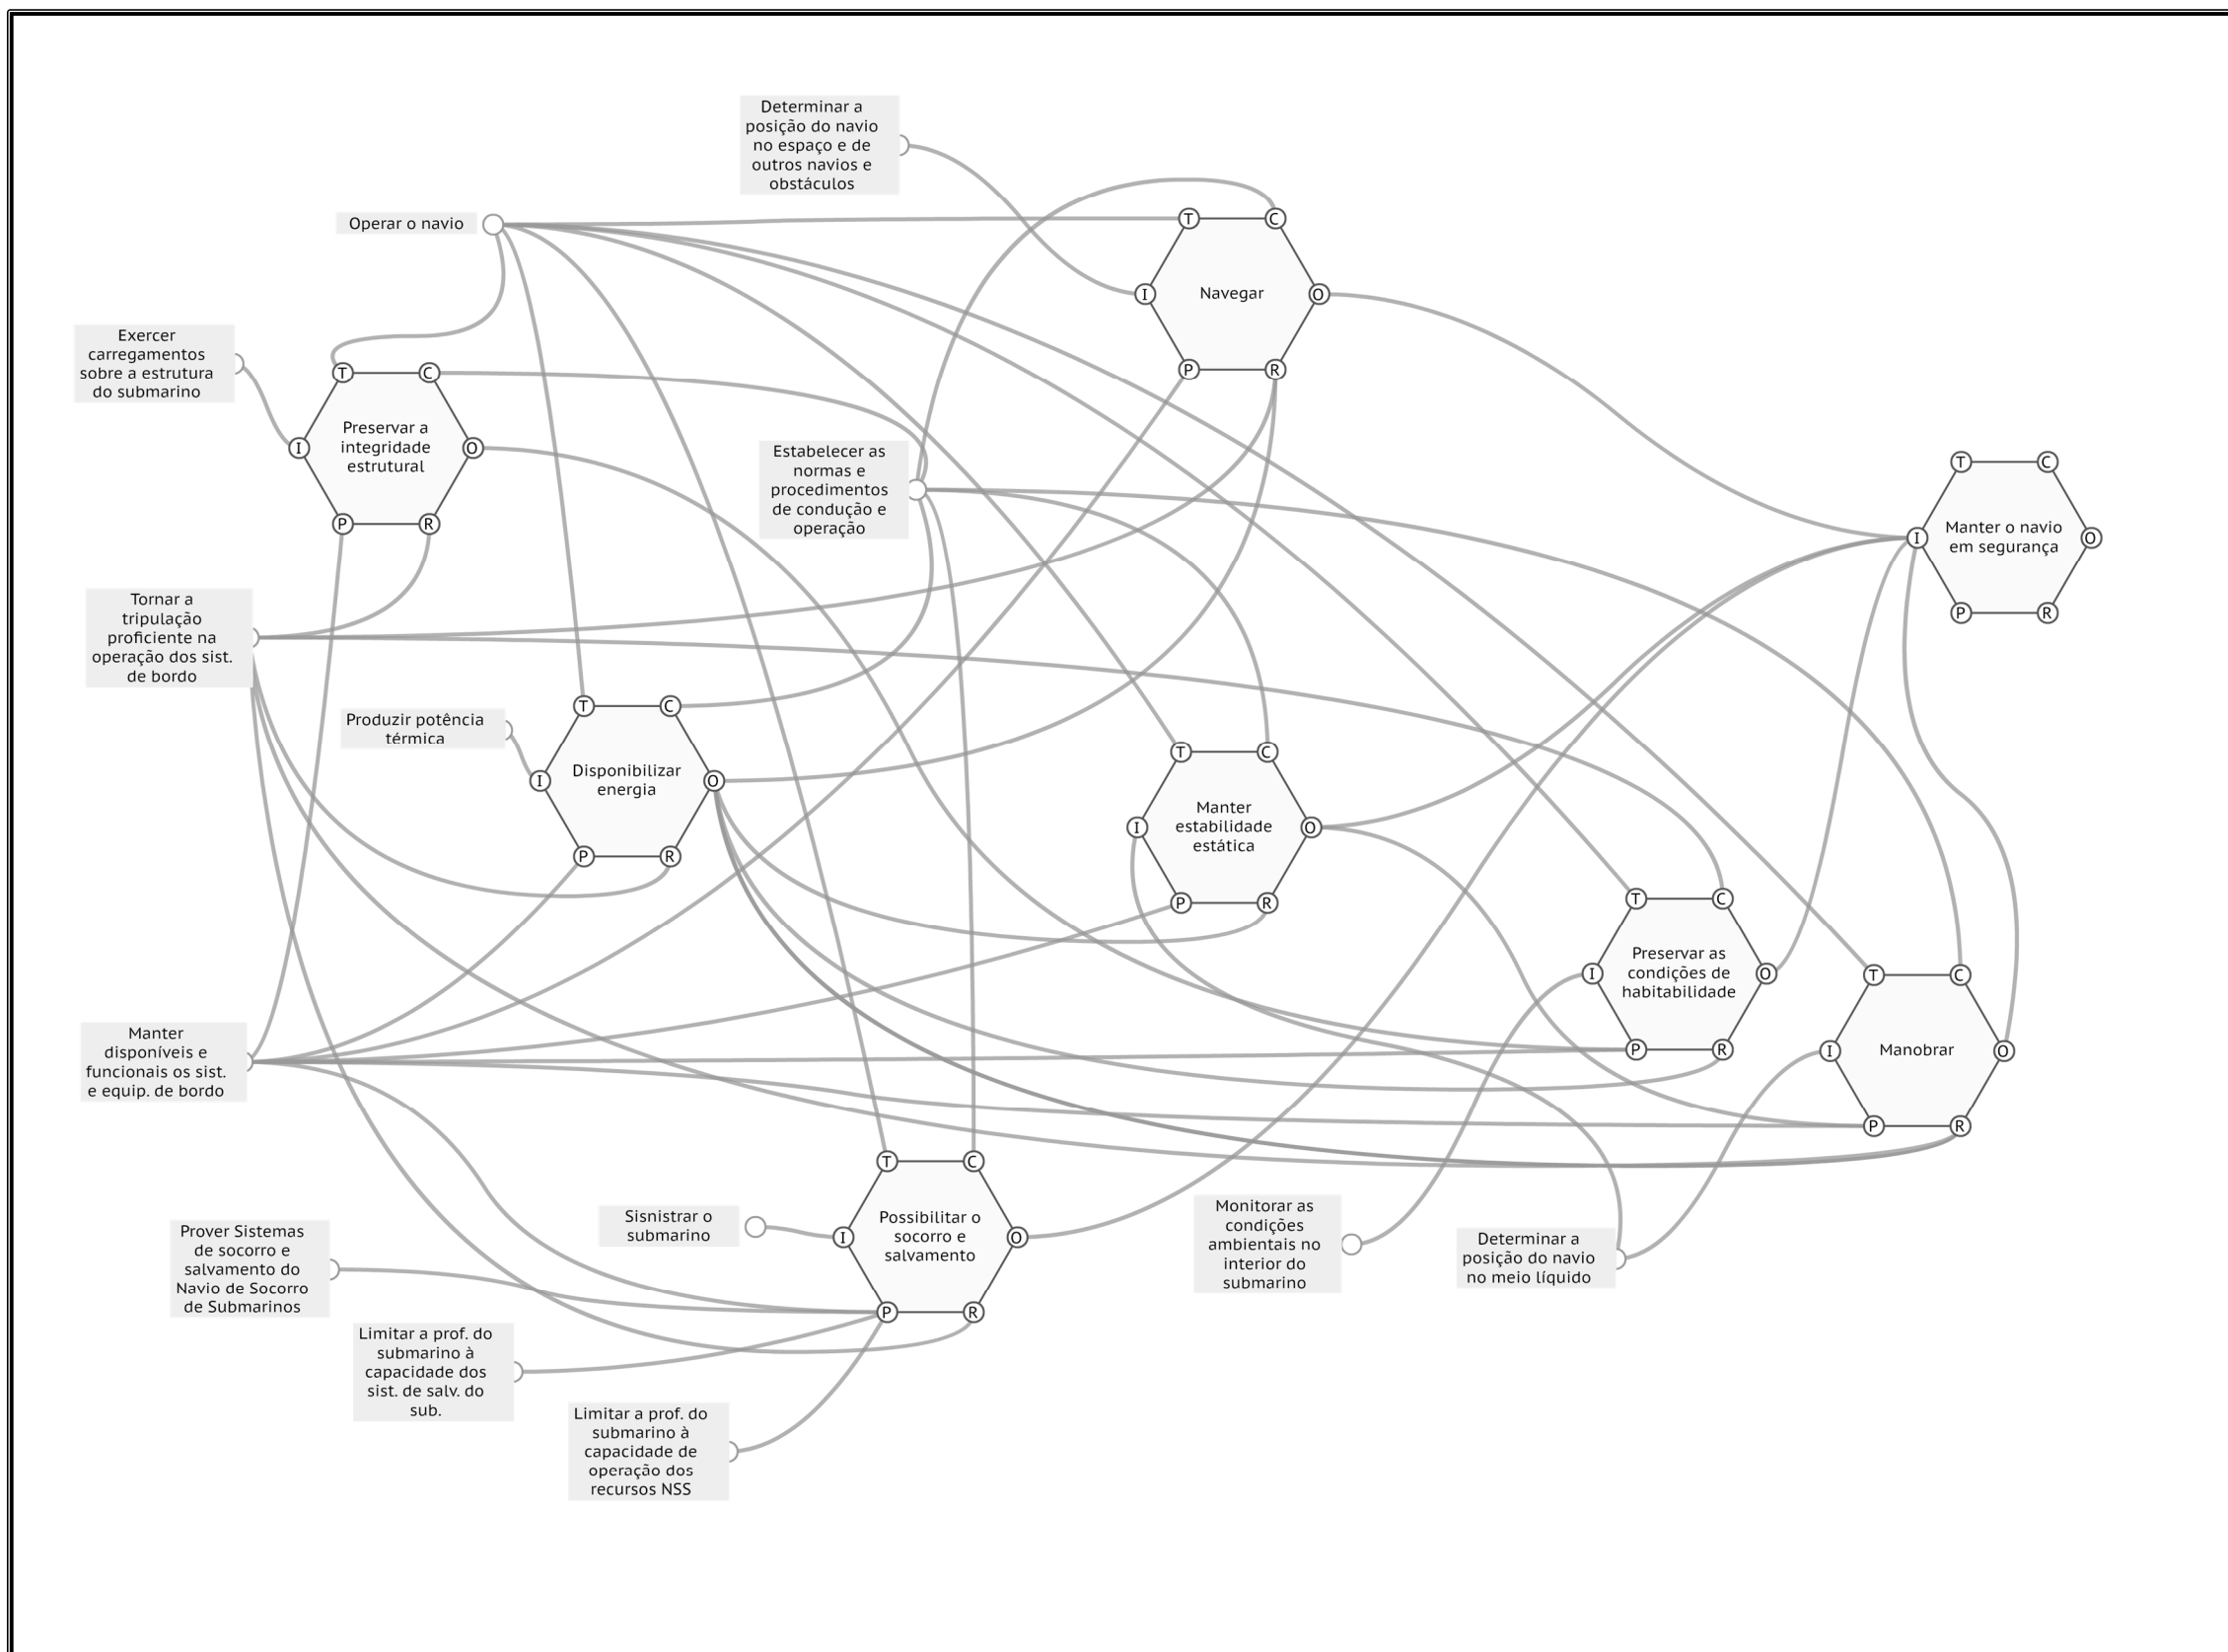 Determinar a
posição do navio
no espaço e de
outros navios e
obstáculos
Operar o navio
T C
I Navegar O
P R
Exercer
carregamentos
sobre a estrutura
do submarino
T C
Preservar a
I integridade O
estrutural
P R
Estabelecer as
normas e
procedimentos
de condução e
operação
T C
Manter o navio
I em segurança O
P R
Tornar a
tripulação
proficiente na
operação dos sist.
de bordo
Produzir potência
térmica
T C
Disponibilizar
I energia O
P R
T C
Manter
I estabilidade O
estática
P R
T C
Preservar as
I condições de O
habitabilidade
P R
T C
I Manobrar O
P R
Manter
disponíveis e
funcionais os sist.
e equip. de bordo
T C
Possibilitar o
I socorro e O
salvamento
P R
Sisnistrar o
submarino
Monitorar as
condições
ambientais no
interior do
submarino
Determinar a
posição do navio
no meio líquido
Prover Sistemas
de socorro e
salvamento do
Navio de Socorro
de Submarinos
Limitar a prof. do
submarino à
capacidade dos
sist. de salv. do
sub.
Limitar a prof. do
submarino à
capacidade de
operação dos
recursos NSS